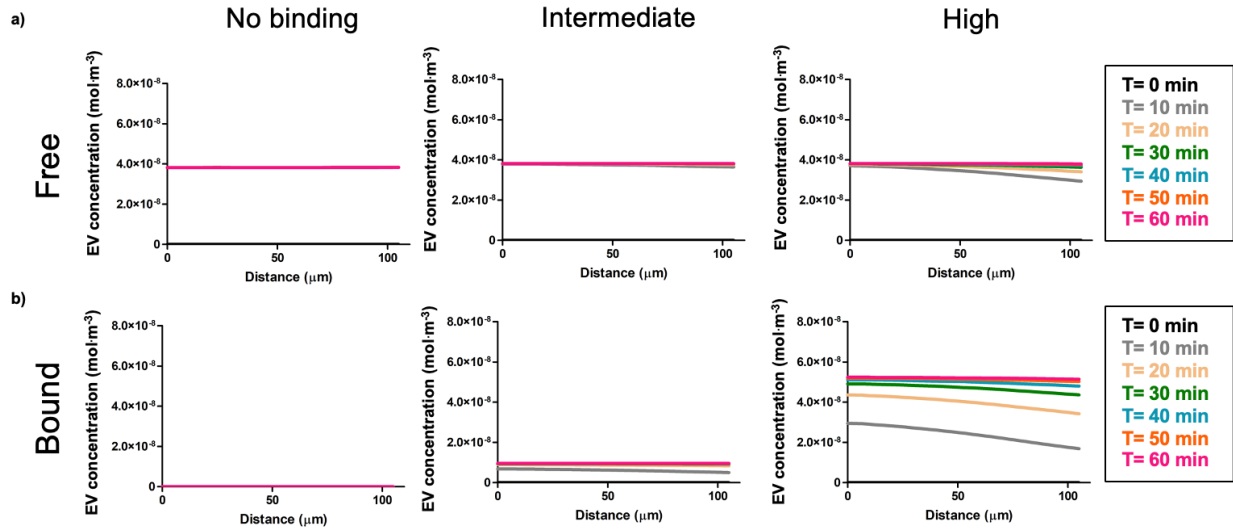 No binding
Intermediate
High
a)
Free
EV concentration (mol·m⁻³)
8.0×10⁻⁸
6.0×10⁻⁸
4.0×10⁻⁸
2.0×10⁻⁸
0
0
50
100
Distance (μm)
EV concentration (mol·m⁻³)
8.0×10⁻⁸
6.0×10⁻⁸
4.0×10⁻⁸
2.0×10⁻⁸
0
0
50
100
Distance (μm)
EV concentration (mol·m⁻³)
8.0×10⁻⁸
6.0×10⁻⁸
4.0×10⁻⁸
2.0×10⁻⁸
0
0
50
100
Distance (μm)
T= 0 min
T= 10 min
T= 20 min
T= 30 min
T= 40 min
T= 50 min
T= 60 min
b)
Bound
EV concentration (mol·m⁻³)
8.0×10⁻⁸
6.0×10⁻⁸
4.0×10⁻⁸
2.0×10⁻⁸
0
0
50
100
Distance (μm)
EV concentration (mol·m⁻³)
8.0×10⁻⁸
6.0×10⁻⁸
4.0×10⁻⁸
2.0×10⁻⁸
0
0
50
100
Distance (μm)
EV concentration (mol·m⁻³)
8.0×10⁻⁸
6.0×10⁻⁸
4.0×10⁻⁸
2.0×10⁻⁸
0
0
50
100
Distance (μm)
T= 0 min
T= 10 min
T= 20 min
T= 30 min
T= 40 min
T= 50 min
T= 60 min